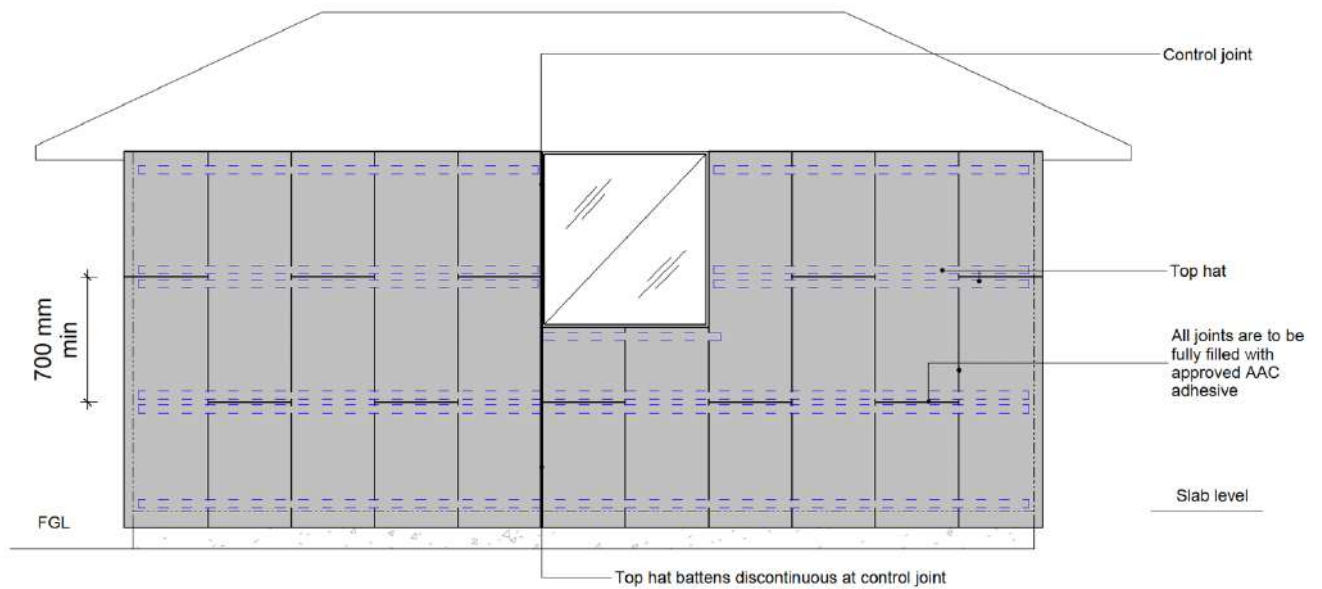 Control joint
Top hat
700 mm
min
All joints are to be
fully filled with
approved AAC
adhesive
Slab level
FGL
Top hat battens discontinuous at control joint